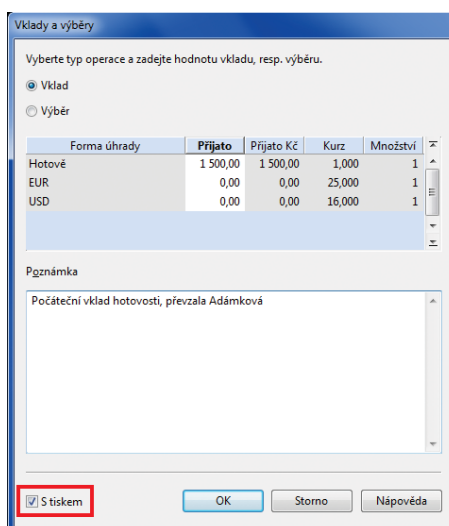 Vklady a výběry
Vyberte typ operace a zadejte hodnotu vkladu, resp. výběru.
Vklad
Výběr
Forma úhrady Přijato Přijato Kč Kurz Množství
Hotově 1 500,00 1 500,00 1,000 1
EUR 0,00 0,00 25,000 1
USD 0,00 0,00 16,000 1
Poznámka
Počáteční vklad hotovosti, převzala Adámková
S tiskem OK Storno Nápověda